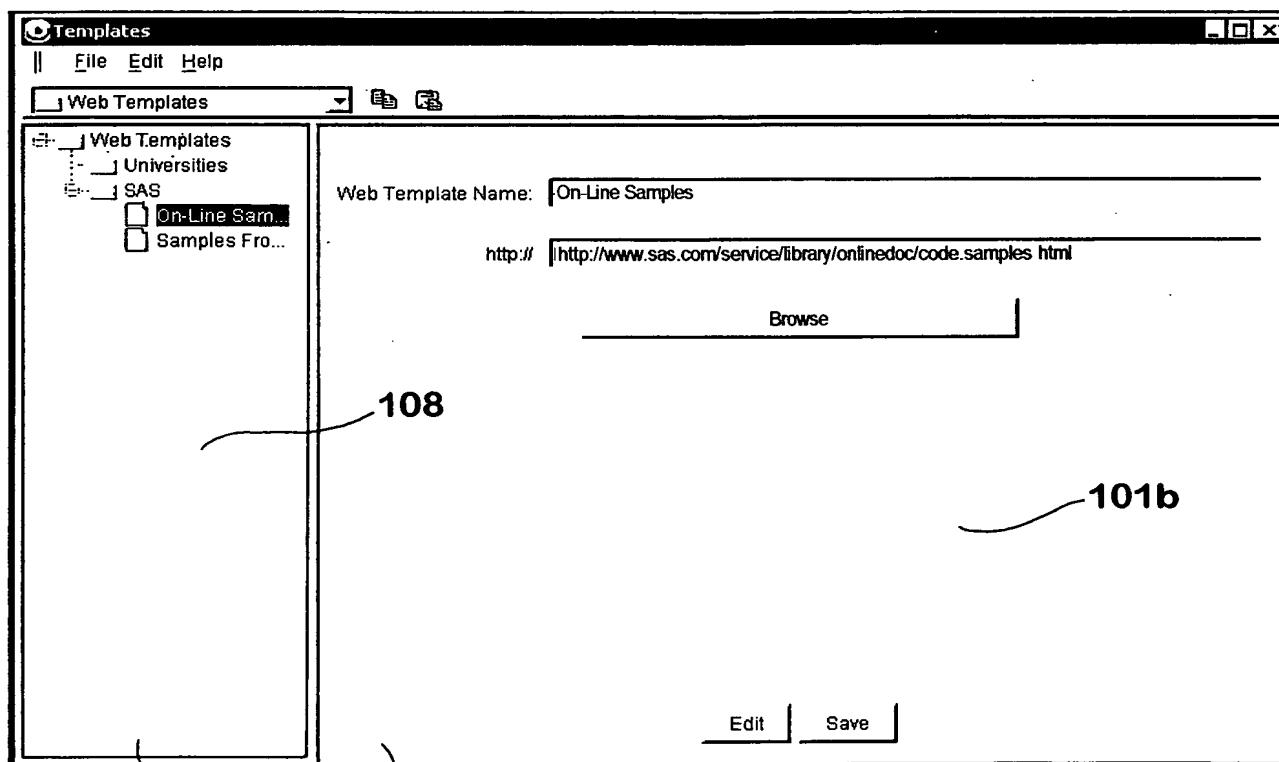 Templates
File Edit Help
Web Templates
Web Templates
Universities
SAS
On-Line Sam...
Samples Fro...
Web Template Name: On-Line Samples
http:// http://www.sas.com/service/library/onlinedoc/code.samples html
Browse
108
101b
Edit Save